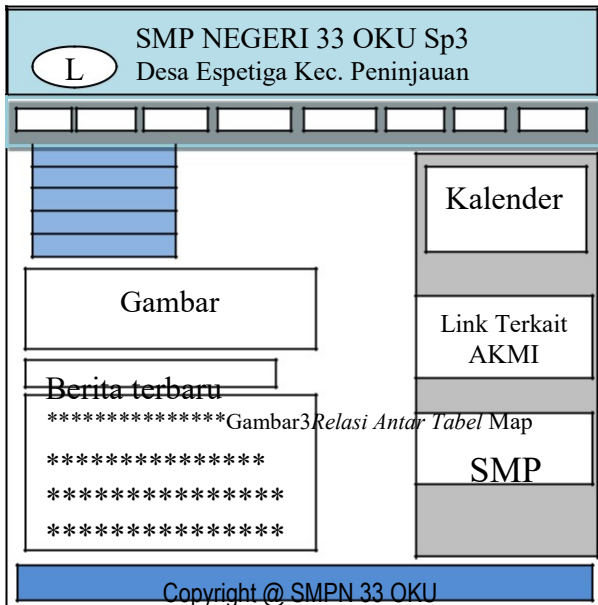 SMP NEGERI 33 OKU Sp3
L
Desa Espetiga Kec. Peninjauan
Kalender
Gambar
Link Terkait
AKMI
Berita terbaru
***************Gambar3Relasi Antar Tabel Map
***************
SMP
****************
****************
Copyright @ SMPN 33 OKU